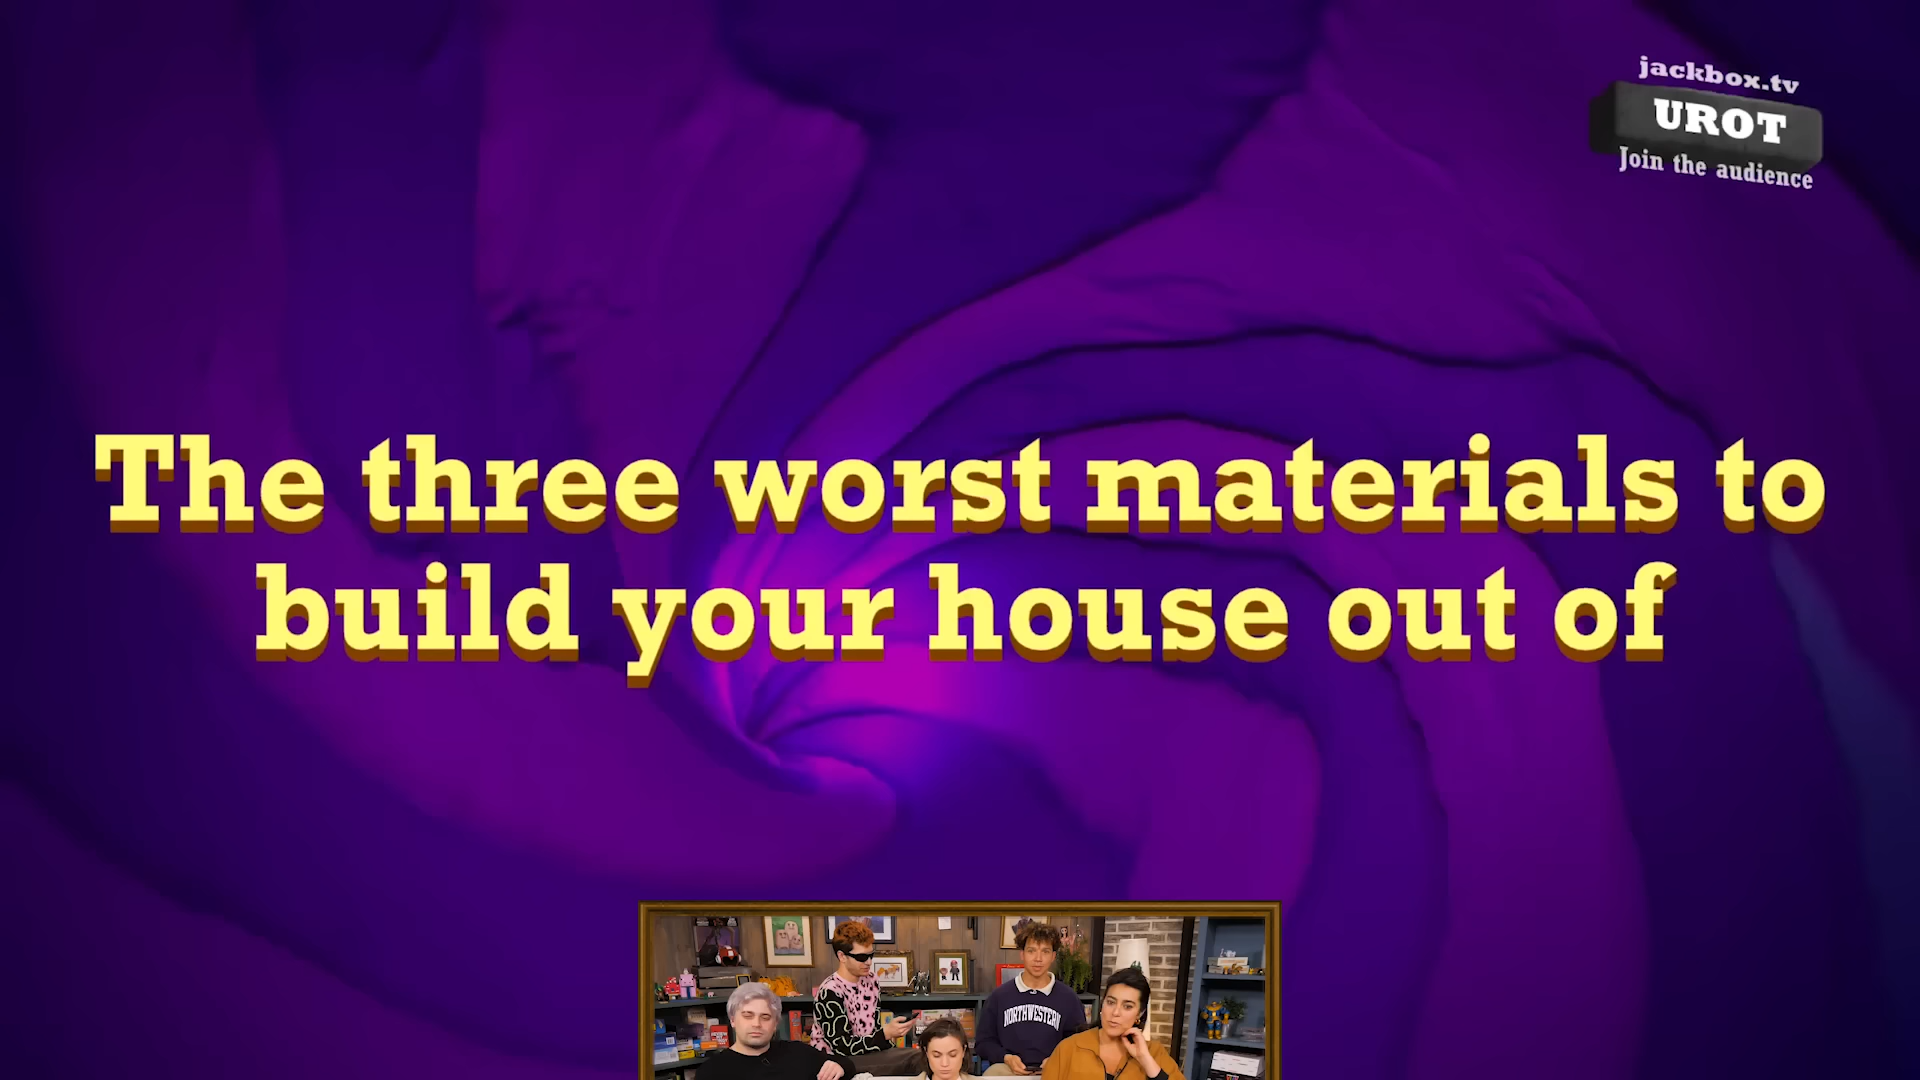 jackbox.tv
UROT
Join the audience
The three worst materials to
build your house out of
NORTHWESTERN